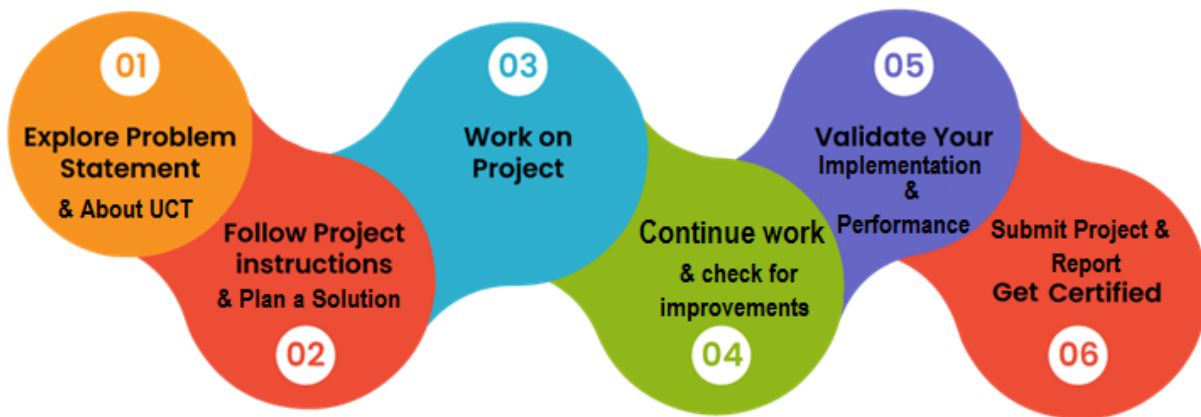 01
Explore Problem
Statement
& About UCT
Follow Project
instructions
& Plan a Solution
02
03
Work on
Project
Continue work
& check for
improvements
04
05
Validate Your
Implementation
&
Performance
Submit Project &
Report
Get Certified
06